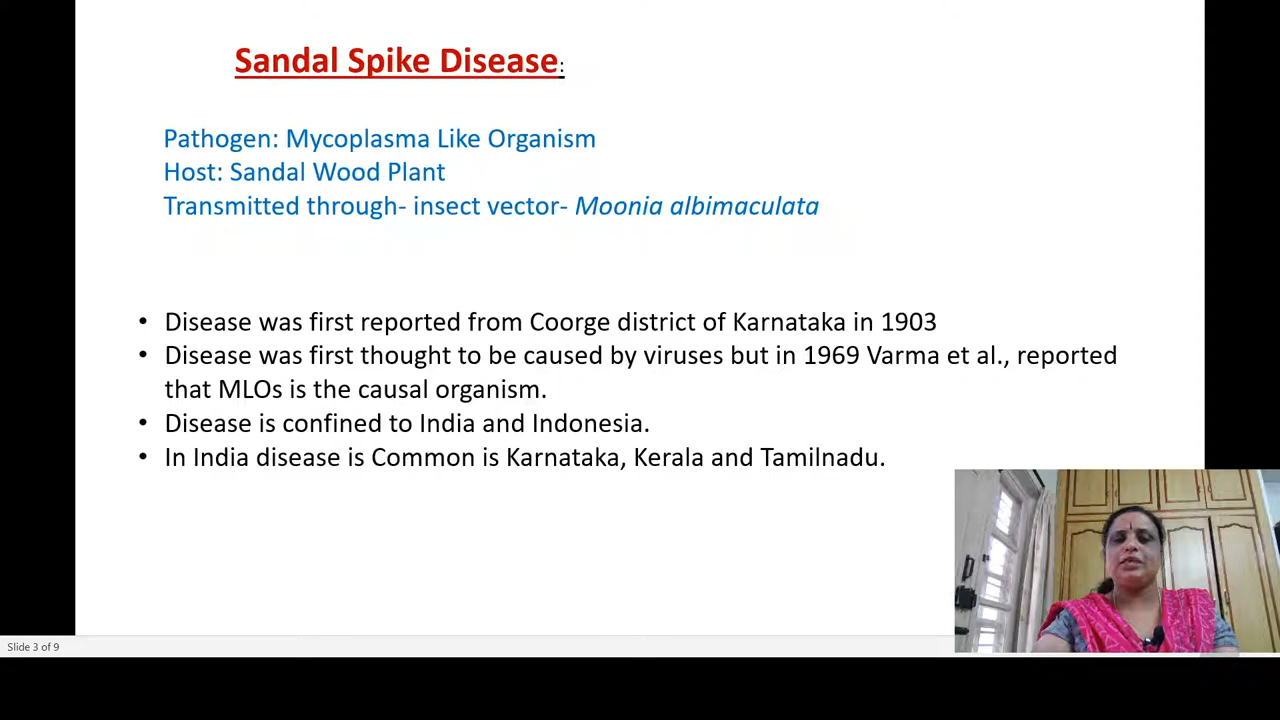 Sandal Spike Disease:
Pathogen: Mycoplasma Like Organism
Host: Sandal Wood Plant
Transmitted through- insect vector- Moonia albimaculata
• Disease was first reported from Coorge district of Karnataka in 1903
• Disease was first thought to be caused by viruses but in 1969 Varma et al., reported
that MLOs is the causal organism.
• Disease is confined to India and Indonesia.
• In India disease is Common is Karnataka, Kerala and Tamilnadu.
Slide 3 of 9